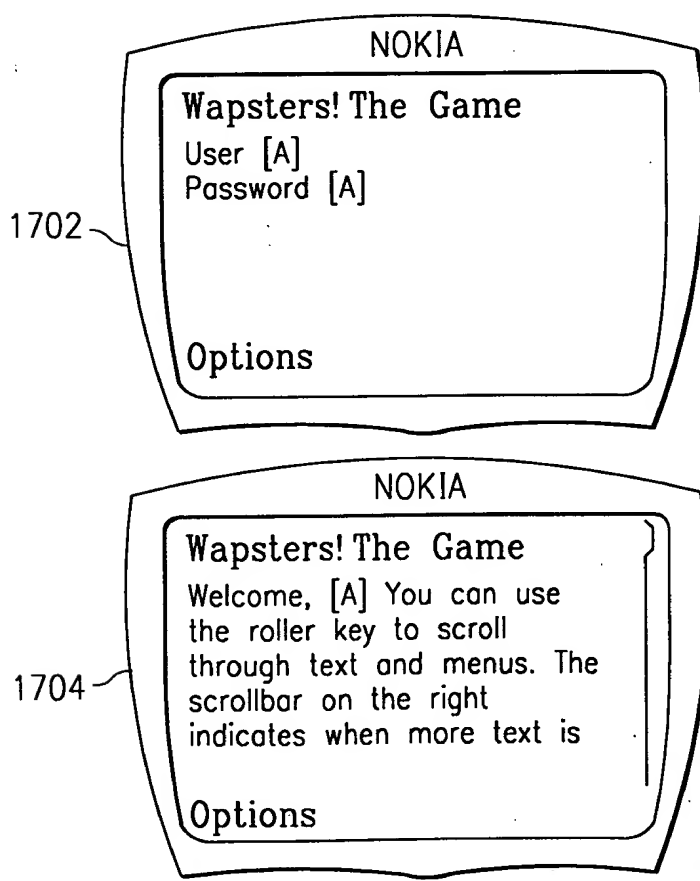 NOKIA
Wapsters! The Game
User [A]
Password [A]
1702
Options
NOKIA
Wapsters! The Game
Welcome, [A] You can use
the roller key to scroll
through text and menus. The
scrollbar on the right
indicates when more text is
1704
Options